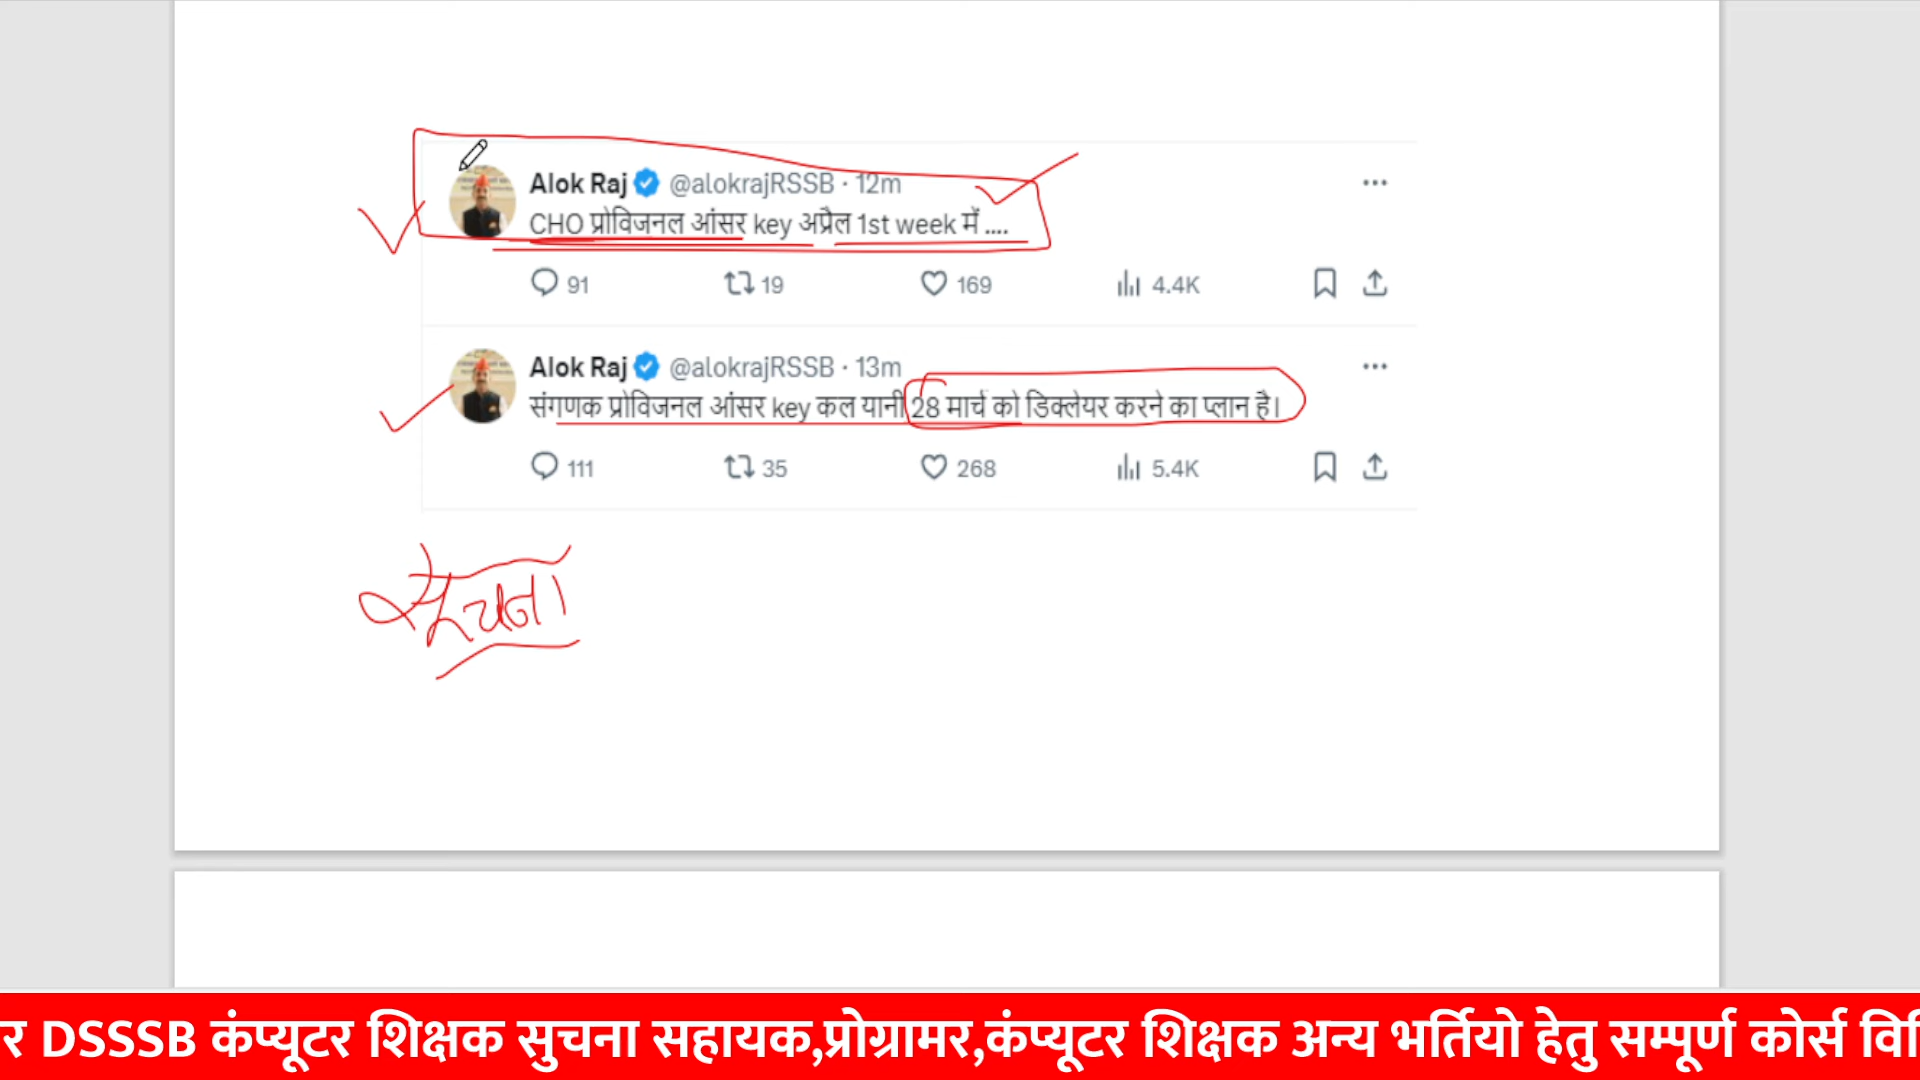 Alok Raj @alokrajRSSB · 12m
CHO प्रोविजनल आंसर key अप्रैल 1st week में ....
91 19 169 4.4K
Alok Raj @alokrajRSSB · 13m
संगणक प्रोविजनल आंसर key कल यानी 28 मार्च को डिक्लेयर करने का प्लान है।
111 35 268 5.4K
सूचना
र DSSSB कंप्यूटर शिक्षक सुचना सहायक,प्रोग्रामर,कंप्यूटर शिक्षक अन्य भर्तियो हेतु सम्पूर्ण कोर्स वि